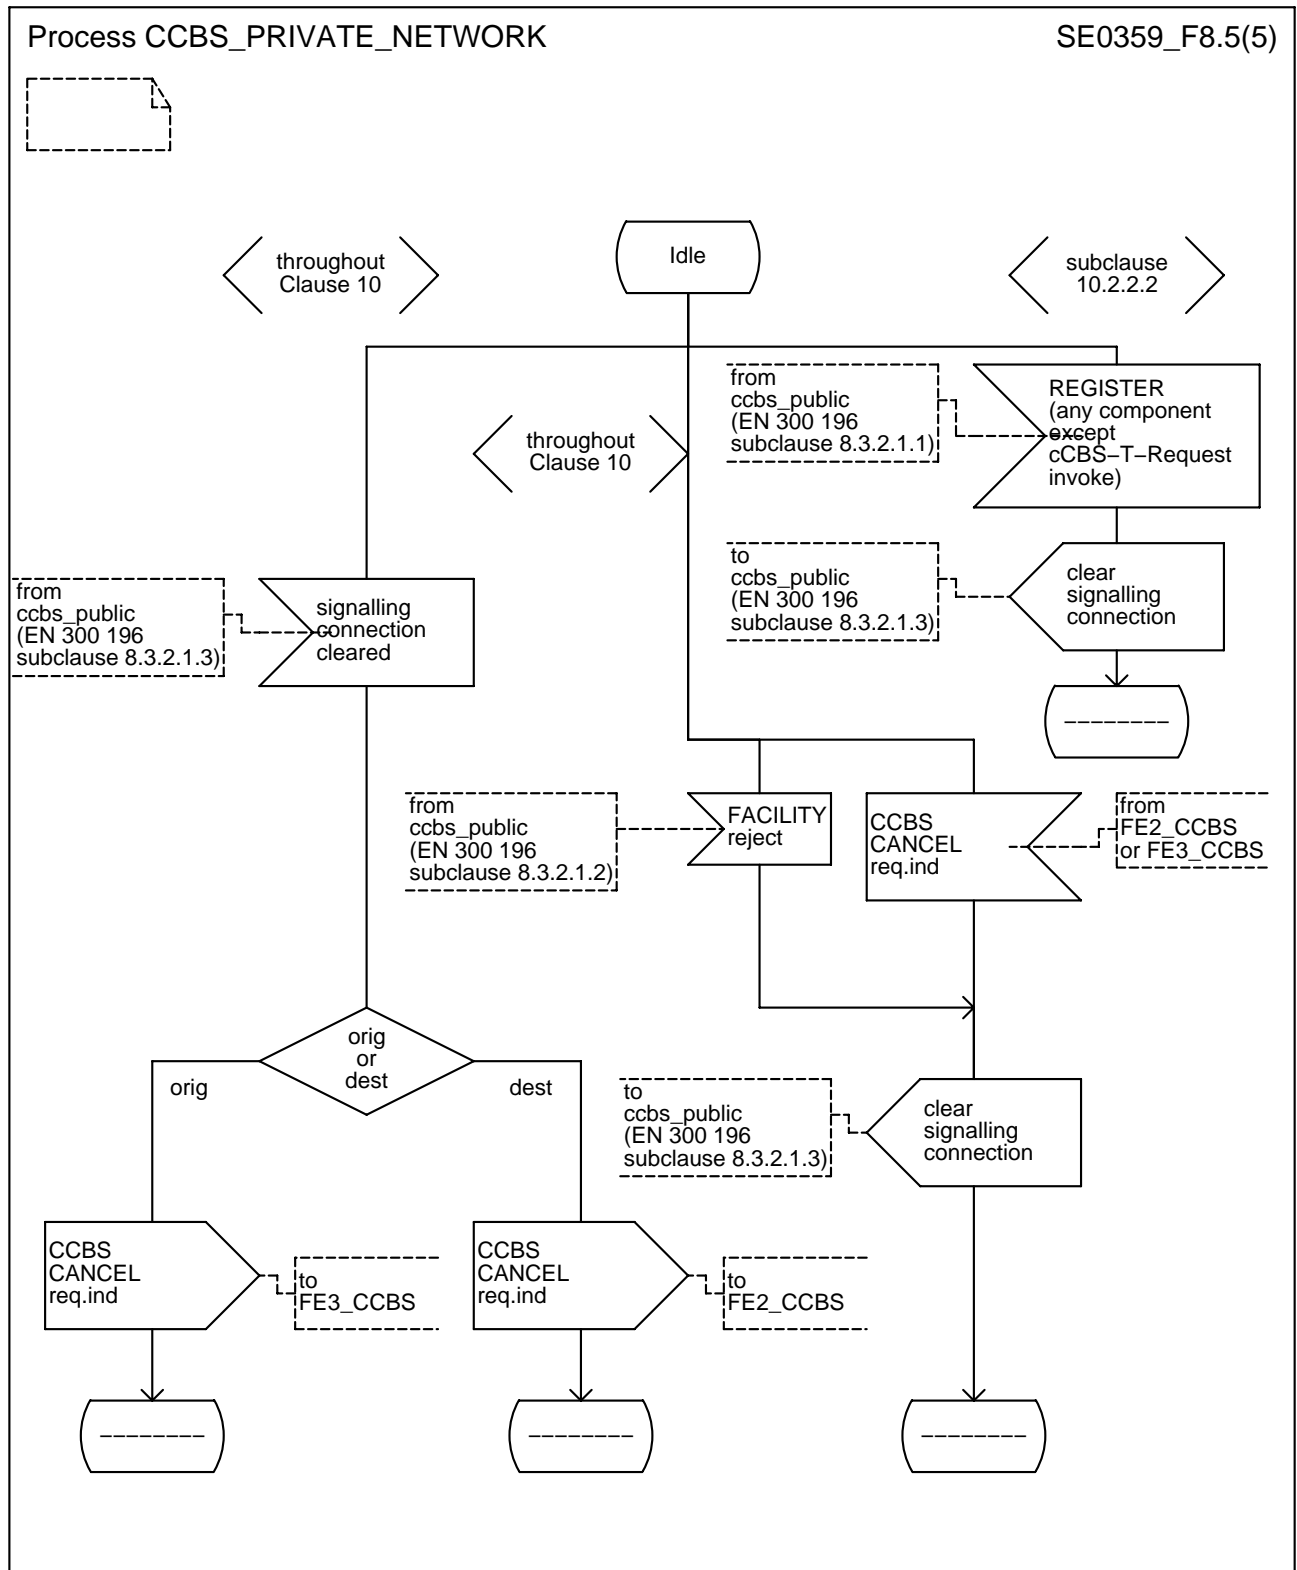 Process CCBS_PRIVATE_NETWORK
SE0359_F8.5(5)
throughout
Clause 10
Idle
subclause
10.2.2.2
from
ccbs_public
(EN 300 196
subclause 8.3.2.1.1)
REGISTER
(any component
except
cCBS−T−Request
invoke)
throughout
Clause 10
to
ccbs_public
(EN 300 196
subclause 8.3.2.1.3)
clear
signalling
connection
from
ccbs_public
(EN 300 196
subclause 8.3.2.1.3)
signalling
connection
cleared
−−−−−−−−
from
ccbs_public
(EN 300 196
subclause 8.3.2.1.2)
FACILITY
reject
CCBS
CANCEL
req.ind
from
FE2_CCBS
or FE3_CCBS
orig
or
dest
orig
dest
to
ccbs_public
(EN 300 196
subclause 8.3.2.1.3)
clear
signalling
connection
CCBS
CANCEL
req.ind
to
FE3_CCBS
CCBS
CANCEL
req.ind
to
FE2_CCBS
−−−−−−−−
−−−−−−−−
−−−−−−−−